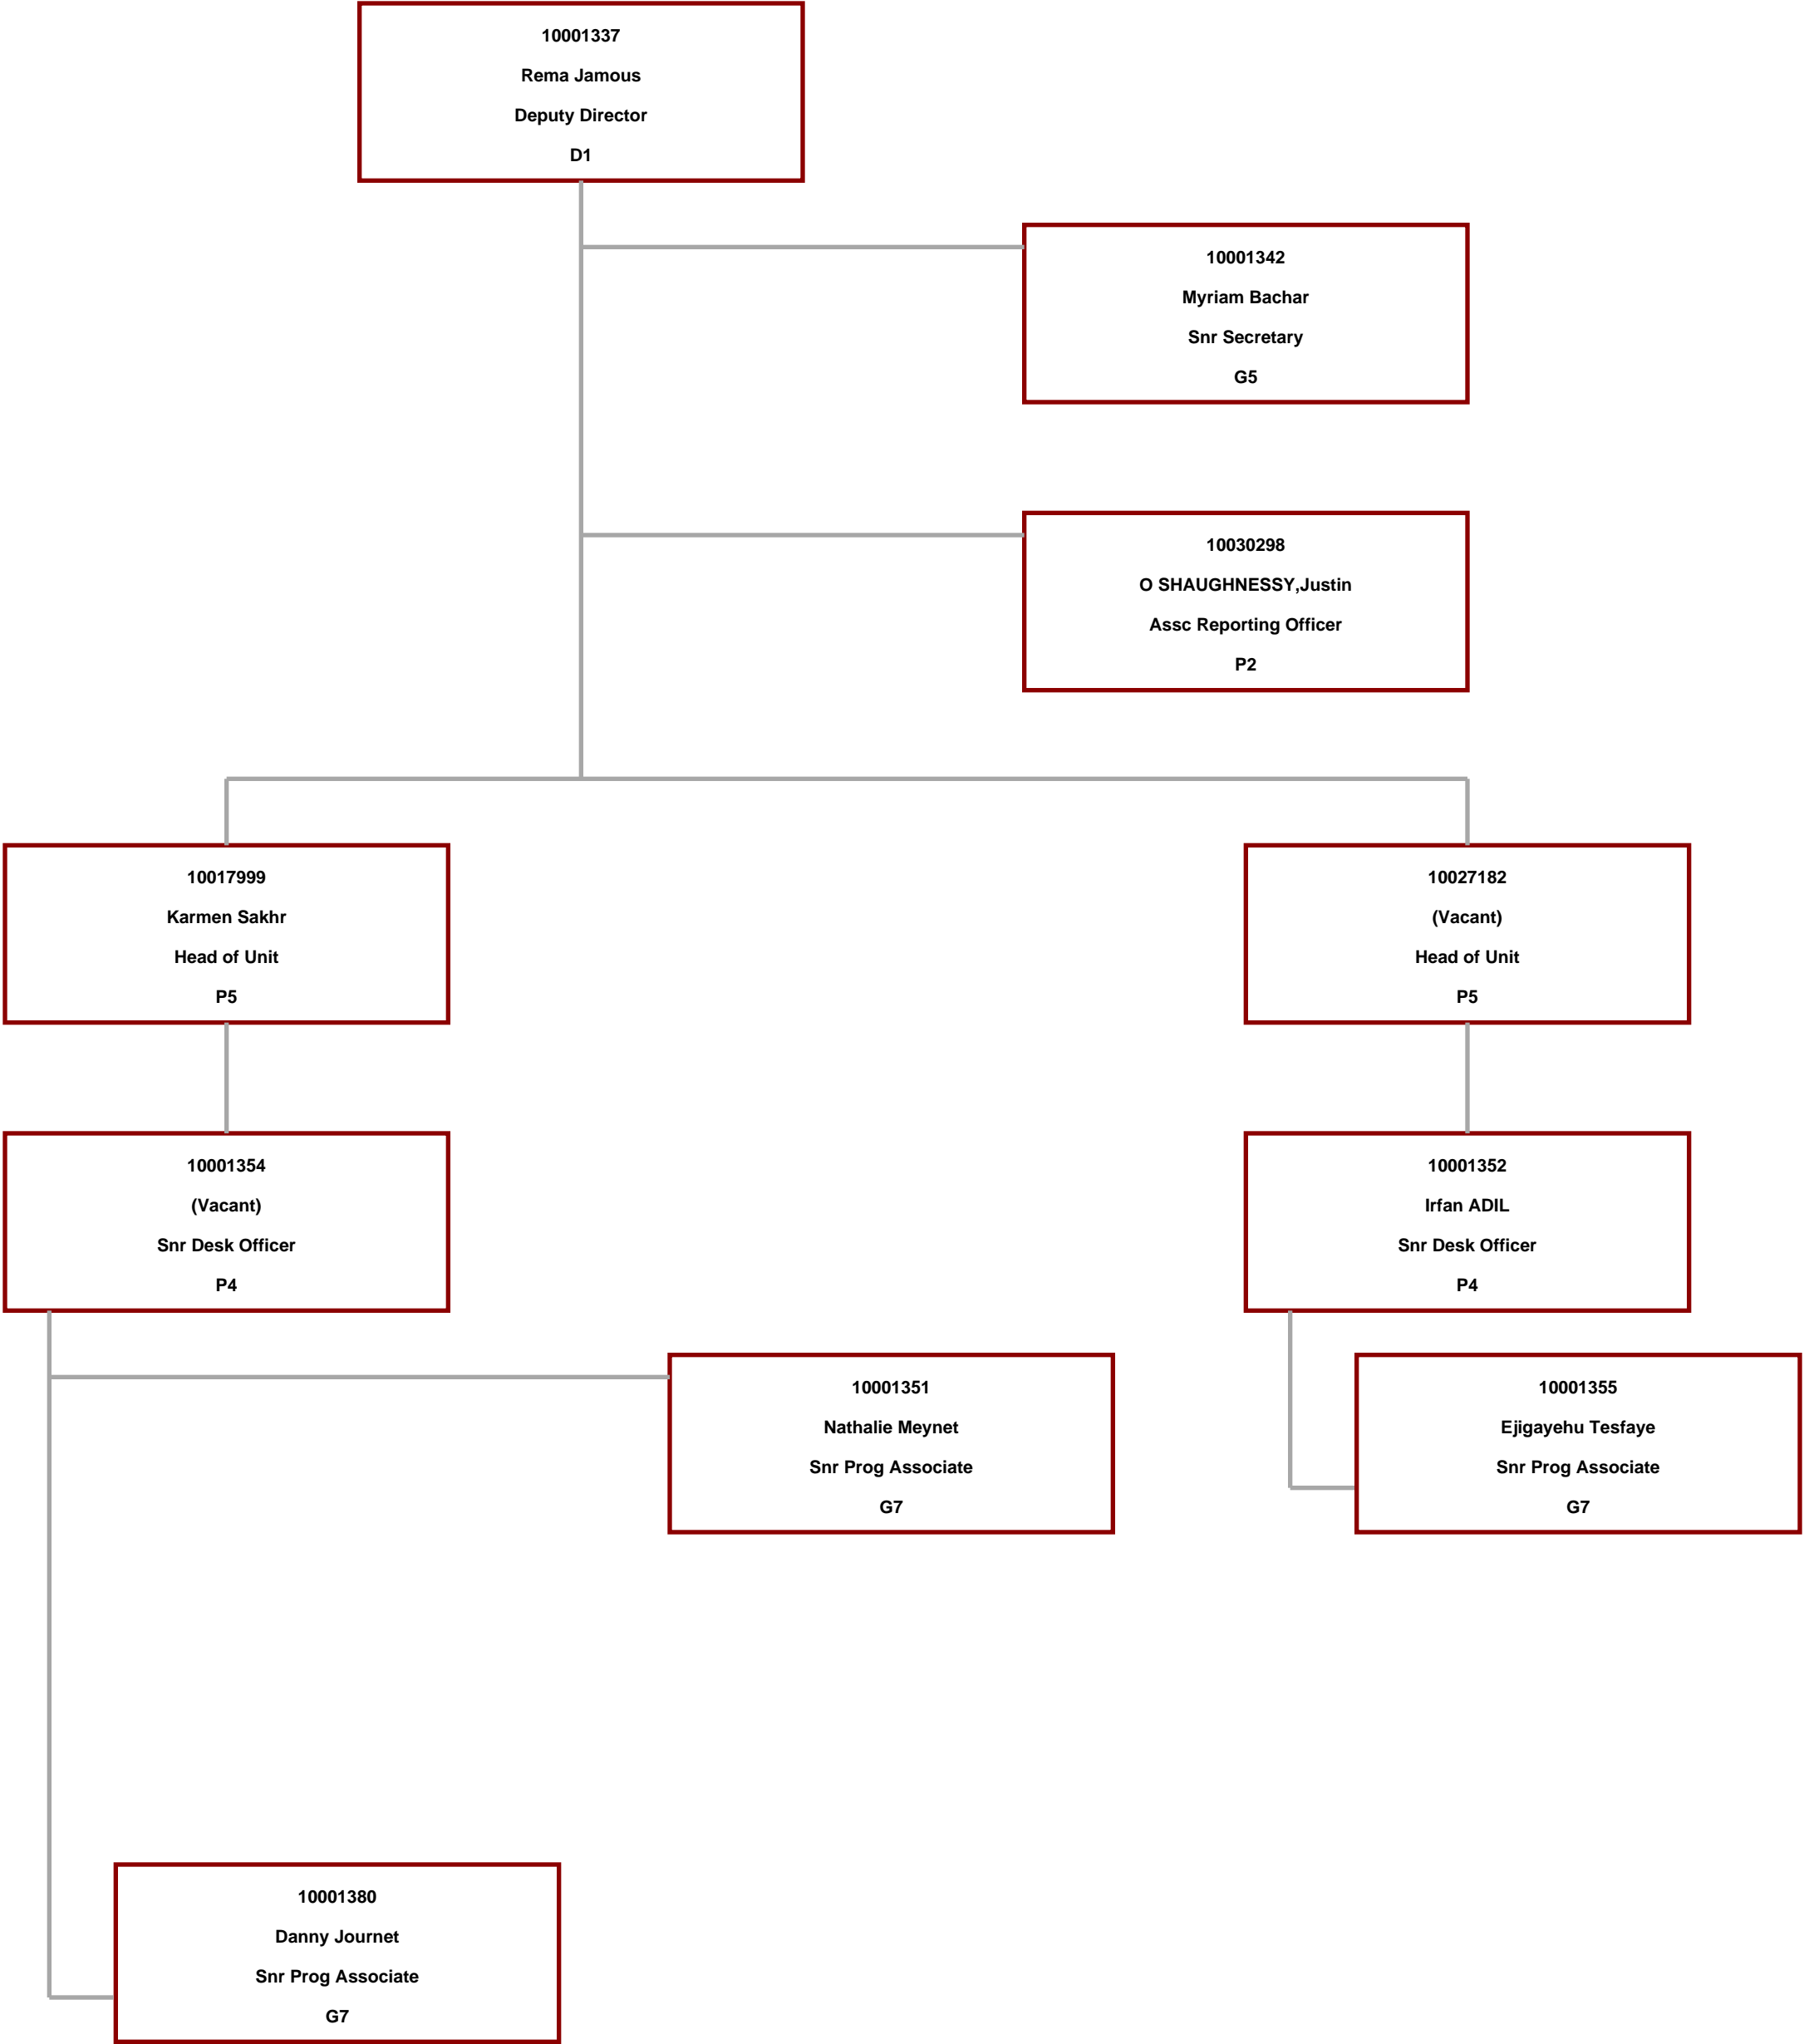 10001337
Rema Jamous
Deputy Director
D1
10001342
Myriam Bachar
Snr Secretary
G5
10030298
O SHAUGHNESSY,Justin
Assc Reporting Officer
P2
10017999
Karmen Sakhr
Head of Unit
P5
10027182
(Vacant)
Head of Unit
P5
10001354
(Vacant)
Snr Desk Officer
P4
10001352
Irfan ADIL
Snr Desk Officer
P4
10001351
Nathalie Meynet
Snr Prog Associate
G7
10001355
Ejigayehu Tesfaye
Snr Prog Associate
G7
10001380
Danny Journet
Snr Prog Associate
G7